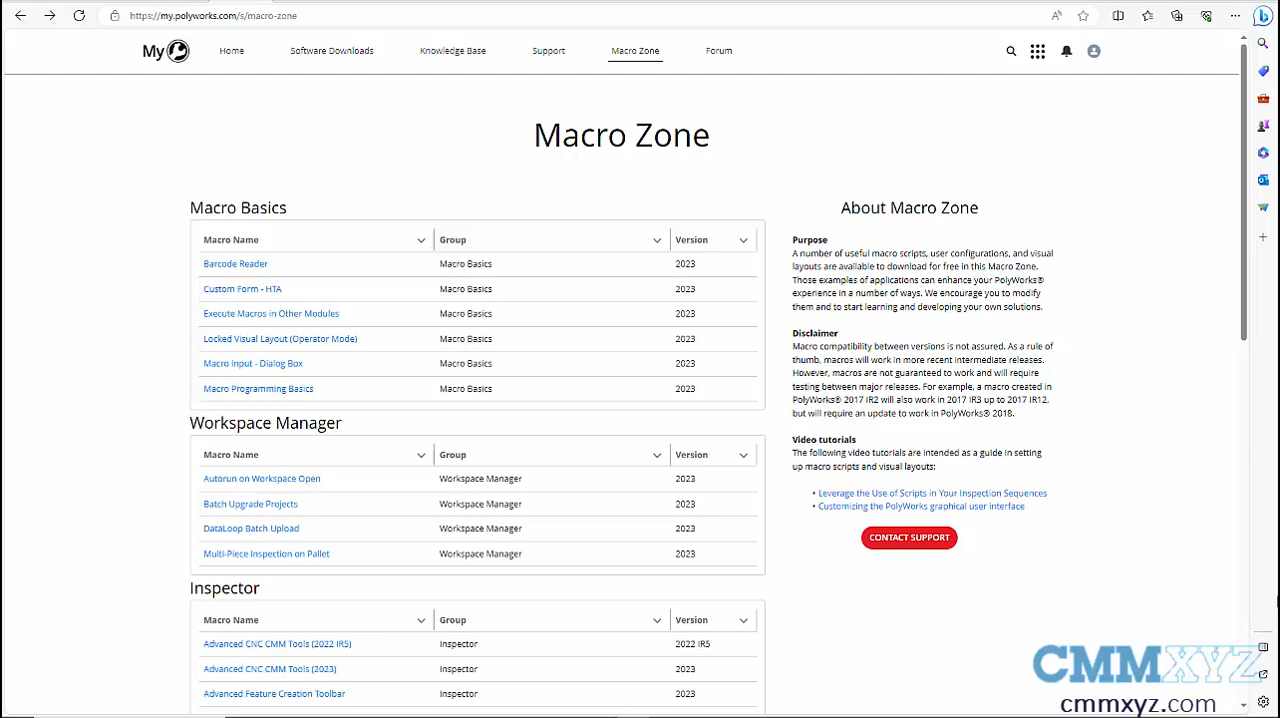 https://my.polyworks.com/s/macro-zone
My
Home
Software Downloads
Knowledge Base
Support
Macro Zone
Forum
Macro Zone
Macro Basics
Macro Name Group Version
Barcode Reader Macro Basics 2023
Custom Form - HTA Macro Basics 2023
Execute Macros in Other Modules Macro Basics 2023
Locked Visual Layout (Operator Mode) Macro Basics 2023
Macro Input - Dialog Box Macro Basics 2023
Macro Programming Basics Macro Basics 2023
Workspace Manager
Macro Name Group Version
Autorun on Workspace Open Workspace Manager 2023
Batch Upgrade Projects Workspace Manager 2023
DataLoop Batch Upload Workspace Manager 2023
Multi-Piece Inspection on Pallet Workspace Manager 2023
Inspector
Macro Name Group Version
Advanced CNC CMM Tools (2022 IR5) Inspector 2022 IR5
Advanced CNC CMM Tools (2023) Inspector 2023
Advanced Feature Creation Toolbar Inspector 2023
About Macro Zone
Purpose
A number of useful macro scripts, user configurations, and visual
layouts are available to download for free in this Macro Zone.
Those examples of applications can enhance your PolyWorks®
experience in a number of ways. We encourage you to modify
them and to start learning and developing your own solutions.
Disclaimer
Macro compatibility between versions is not assured. As a rule of
thumb, macros will work in more recent intermediate releases.
However, macros are not guaranteed to work and will require
testing between major releases. For example, a macro created in
PolyWorks® 2017 IR2 will also work in 2017 IR3 up to 2017 IR12,
but will require an update to work in PolyWorks® 2018.
Video tutorials
The following video tutorials are intended as a guide in setting
up macro scripts and visual layouts:
• Leverage the Use of Scripts in Your Inspection Sequences
• Customizing the PolyWorks graphical user interface
CONTACT SUPPORT
CMMXYZ
cmmxyz.com